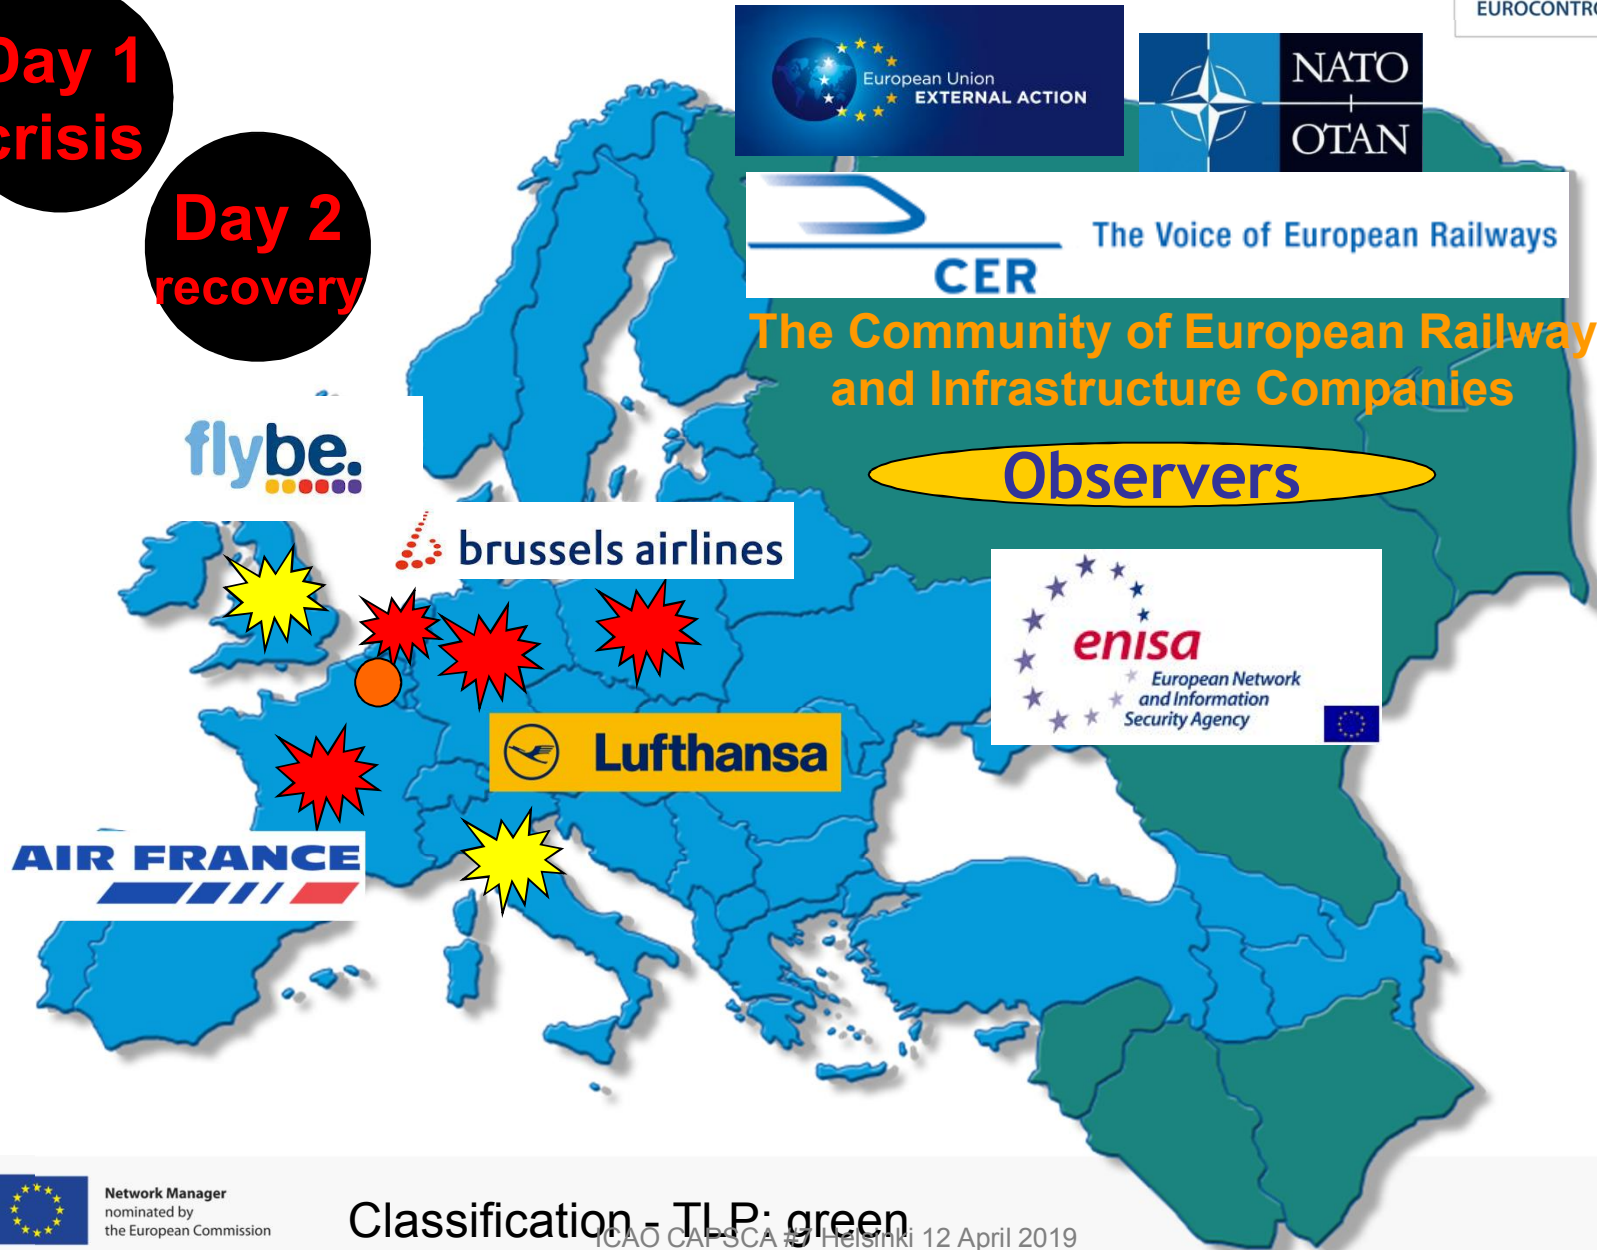 EUROCONTRO
Day 1
crisis
Day 2
recovery
European Union
EXTERNAL ACTION
NATO
OTAN
CER
The Voice of European Railways
The Community of European Railway
and Infrastructure Companies
Observers
flybe.
brussels airlines
enisa
European Network
and Information
Security Agency
Lufthansa
AIR FRANCE
Network Manager
nominated by
the European Commission
Classification - TLP: green
ICAO CAPSCA #7 Helsinki 12 April 2019